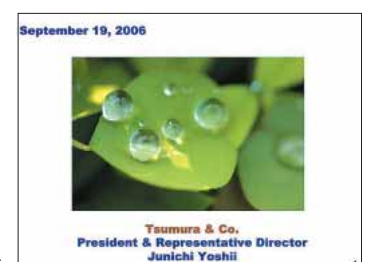 September 19, 2006
Tsumura & Co.
President & Representative Director
Junichi Yoshii